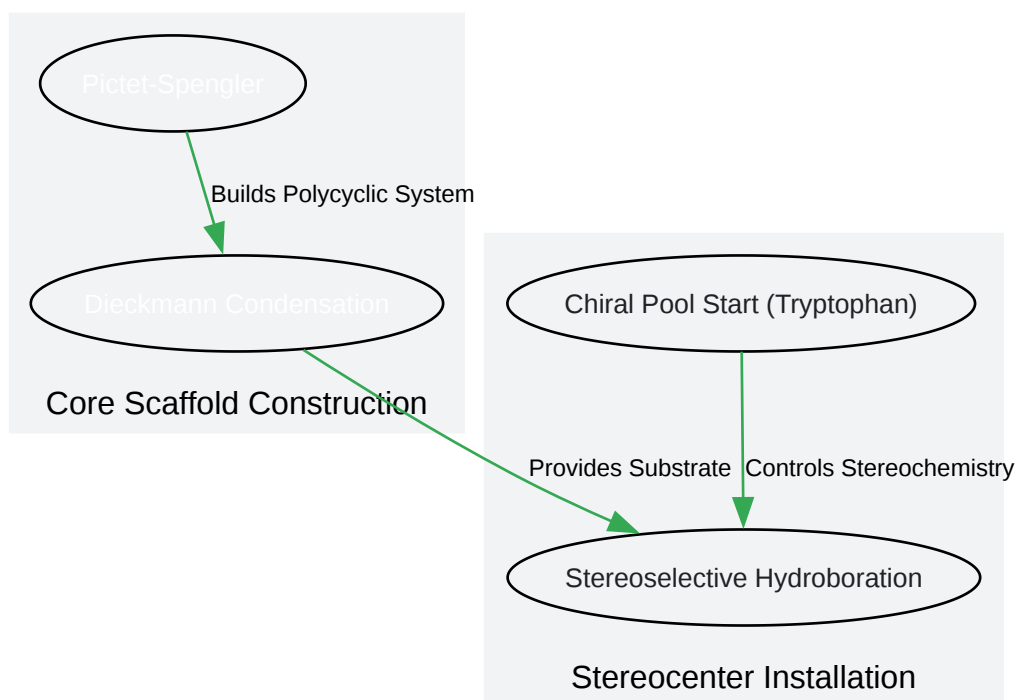 Pictet-Spengler
Builds Polycyclic System
Dieckmann Condensation
Core Scaffold Construction
Chiral Pool Start (Tryptophan)
Provides Substrate
Controls Stereochemistry
Stereoselective Hydroboration
Stereocenter Installation